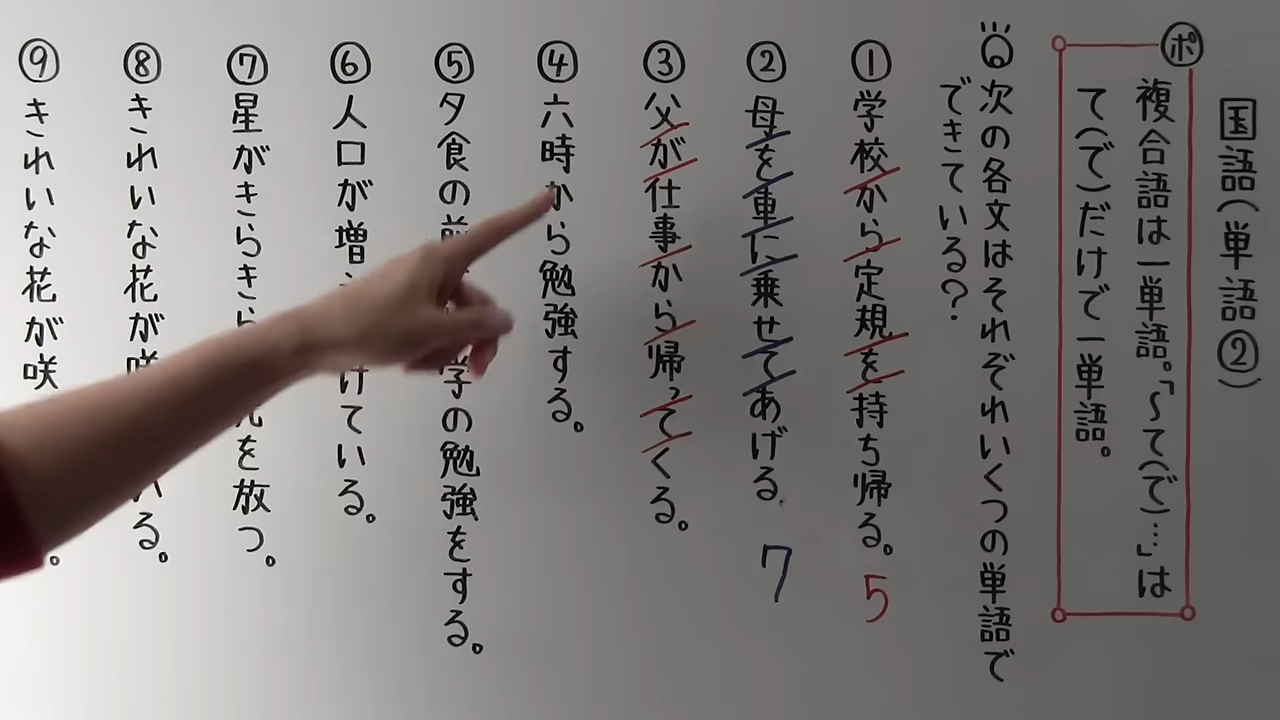 国語(単語②)
ポ
複合語は一単語。「〜て(で)…」は
て(で)だけで一単語。
次の各文はそれぞれいくつの単語で
できている?
① 学校から定規を持ち帰る。 5
② 母を車に乗せてあげる。 7
③ 父が仕事から帰ってくる。
④ 六時から勉強する。
⑤ 夕食の前 学の勉強をする。
⑥ 人口が増 けている。
⑦ 星がきらきら を放つ。
⑧ きれいな花が咲 いる。
⑨ きれいな花が咲 。